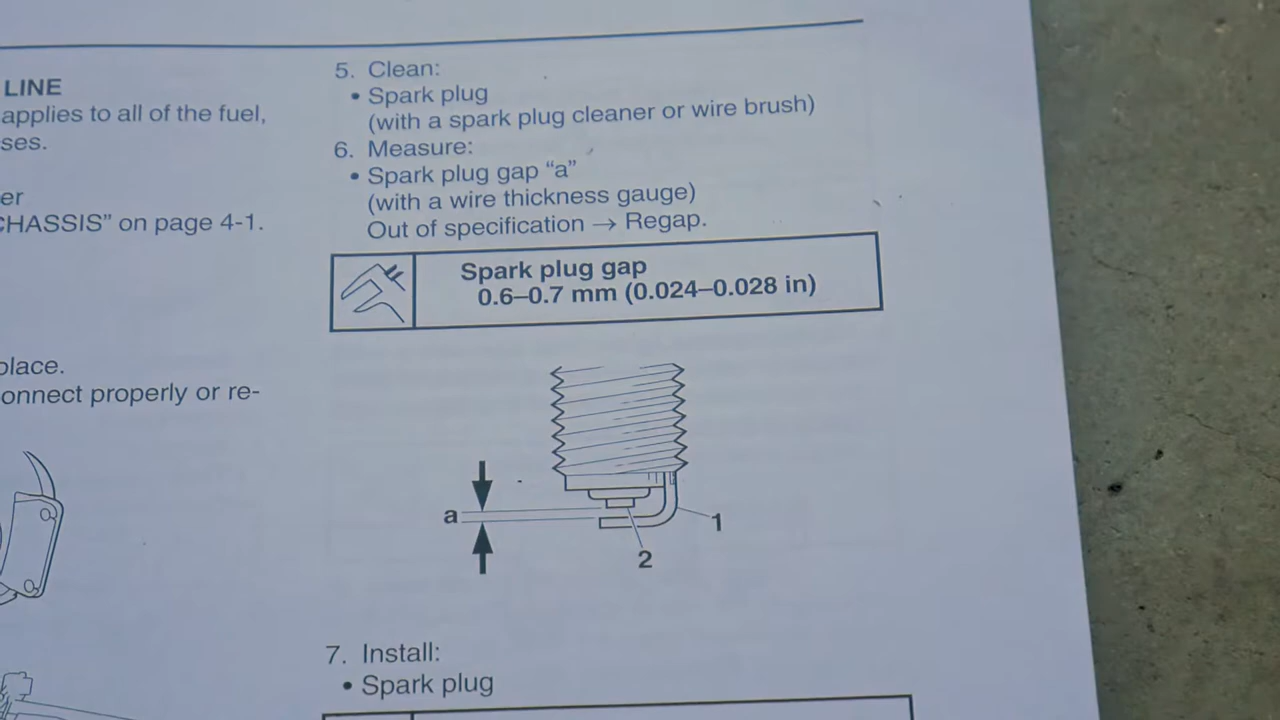 LINE
applies to all of the fuel,
ses.
er
CHASSIS” on page 4-1.
place.
onnect properly or re-
5. Clean:
• Spark plug
(with a spark plug cleaner or wire brush)
6. Measure:
• Spark plug gap “a”
(with a wire thickness gauge)
Out of specification → Regap.
Spark plug gap
0.6–0.7 mm (0.024–0.028 in)
a
1
2
7. Install:
• Spark plug